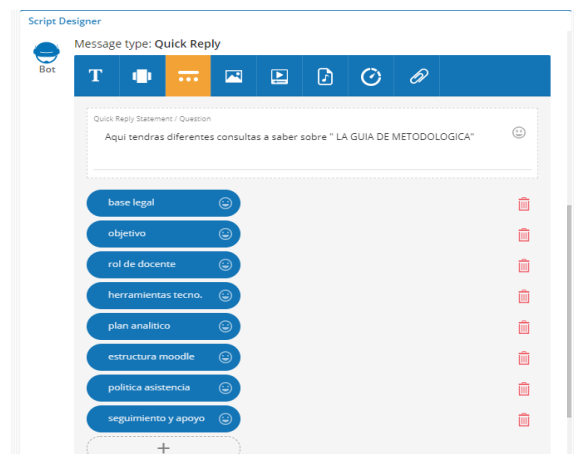 Script Designer
Message type: Quick Reply
Bot
T
Quick Reply Statement / Question
Aqui tendras diferentes consultas a saber sobre " LA GUIA DE METODOLOGICA"
base legal
objetivo
rol de docente
herramientas tecno.
plan analitico
estructura moodle
politica asistencia
seguimiento y apoyo
+